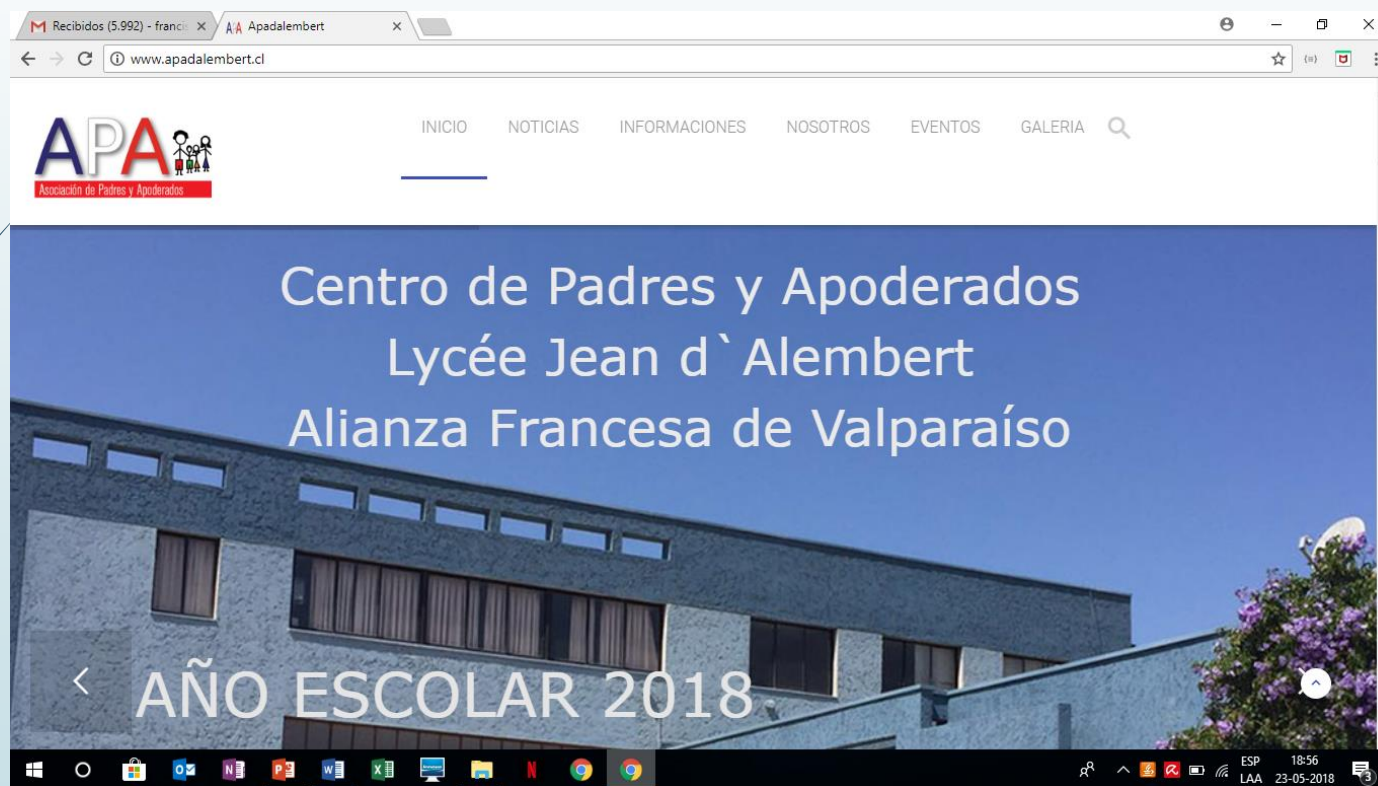 Recibidos (5.992) - franci
Apadalembert
www.apadalembert.cl
APA
Asociación de Padres y Apoderados
INICIO NOTICIAS INFORMACIONES NOSOTROS EVENTOS GALERIA
Centro de Padres y Apoderados
Lycée Jean d`Alembert
Alianza Francesa de Valparaíso
AÑO ESCOLAR 2018
ESP 18:56
LAA 23-05-2018
3